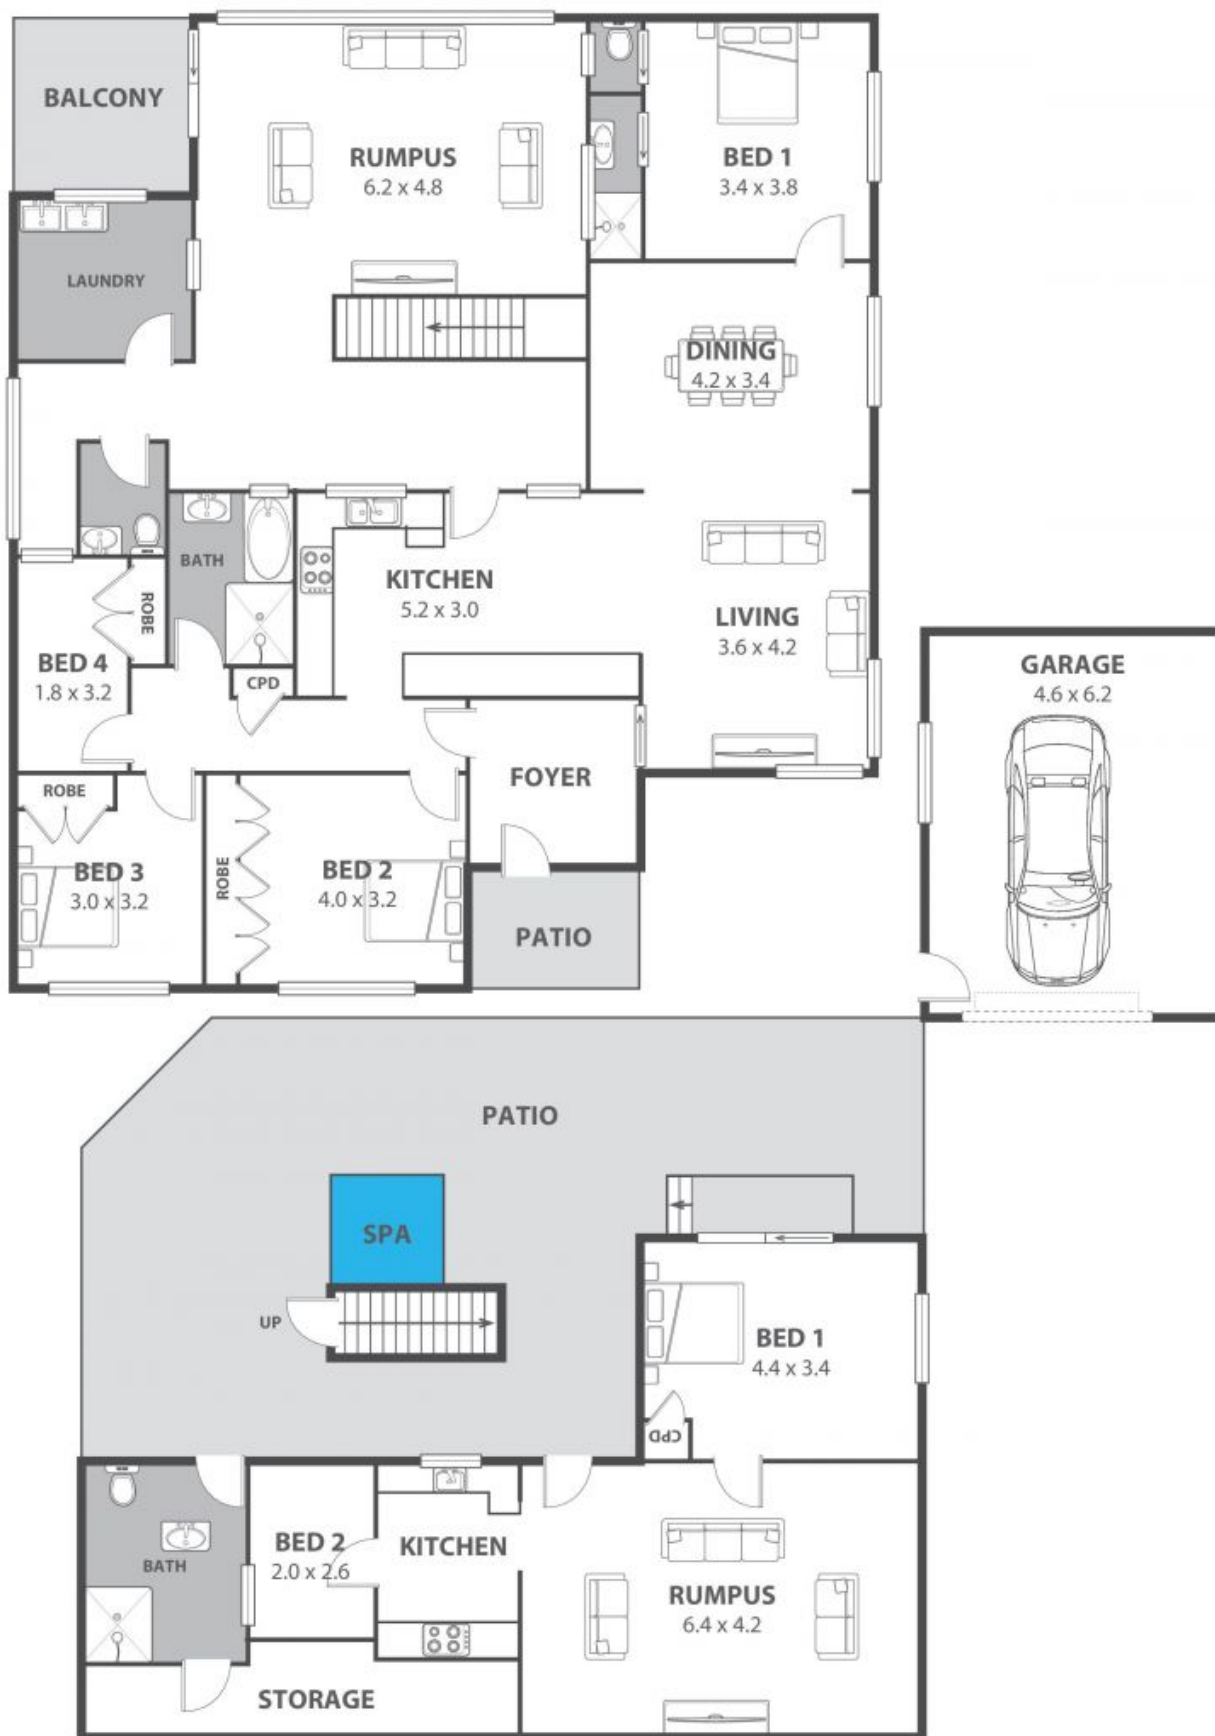 BALCONY
RUMPUS
6.2 x 4.8
BED 1
3.4 x 3.8
LAUNDRY
DINING
4.2 x 3.4
BATH
ROBE
KITCHEN
5.2 x 3.0
LIVING
3.6 x 4.2
BED 4
1.8 x 3.2
CPD
GARAGE
4.6 x 6.2
ROBE
FOYER
BED 3
3.0 x 3.2
ROBE
BED 2
4.0 x 3.2
PATIO
PATIO
SPA
UP
BED 1
4.4 x 3.4
CPD
BED 2
2.0 x 2.6
KITCHEN
BATH
RUMPUS
6.4 x 4.2
STORAGE